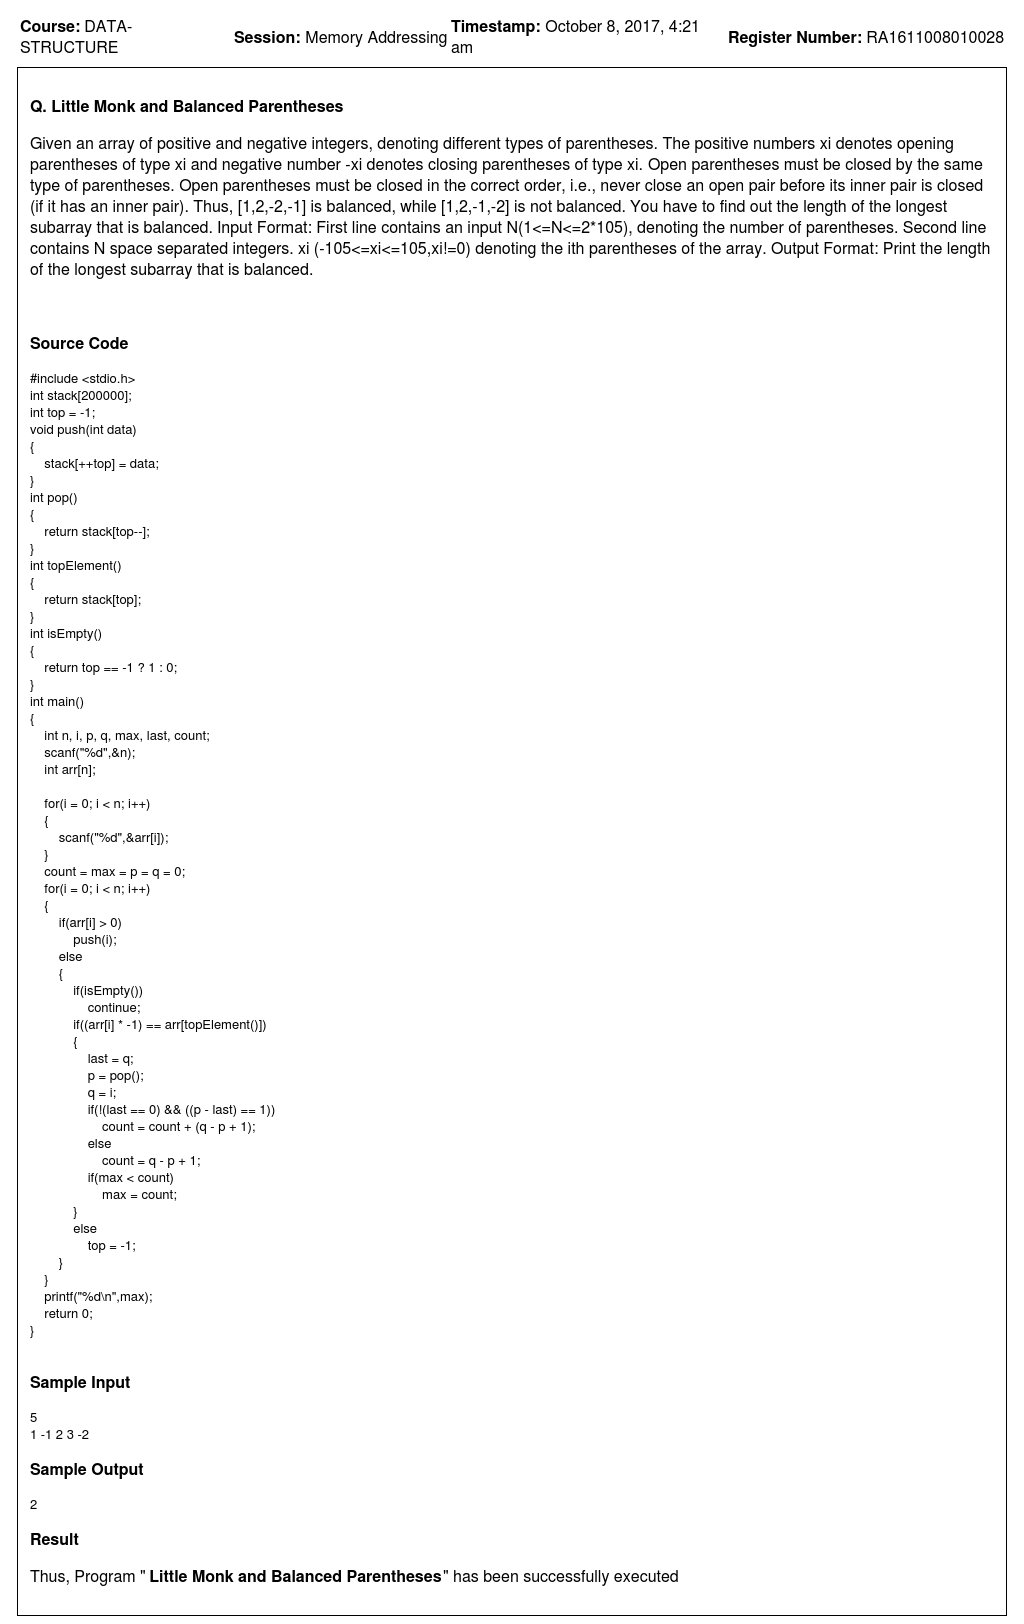 Course: DATA-STRUCTURE Session: Memory Addressing Timestamp: October 8, 2017, 4:21 am Register Number: RA1611008010028
Q. Little Monk and Balanced Parentheses
Given an array of positive and negative integers, denoting different types of parentheses. The positive numbers xi denotes opening
parentheses of type xi and negative number -xi denotes closing parentheses of type xi. Open parentheses must be closed by the same
type of parentheses. Open parentheses must be closed in the correct order, i.e., never close an open pair before its inner pair is closed
(if it has an inner pair). Thus, [1,2,-2,-1] is balanced, while [1,2,-1,-2] is not balanced. You have to find out the length of the longest
subarray that is balanced. Input Format: First line contains an input N(1<=N<=2*105), denoting the number of parentheses. Second line
contains N space separated integers. xi (-105<=xi<=105,xi!=0) denoting the ith parentheses of the array. Output Format: Print the length
of the longest subarray that is balanced.
Source Code
#include <stdio.h>
int stack[200000];
int top = -1;
void push(int data)
{
    stack[++top] = data;
}
int pop()
{
    return stack[top--];
}
int topElement()
{
    return stack[top];
}
int isEmpty()
{
    return top == -1 ? 1 : 0;
}
int main()
{
    int n, i, p, q, max, last, count;
    scanf("%d",&n);
    int arr[n];
    for(i = 0; i < n; i++)
    {
        scanf("%d",&arr[i]);
    }
    count = max = p = q = 0;
    for(i = 0; i < n; i++)
    {
        if(arr[i] > 0)
            push(i);
        else
        {
            if(isEmpty())
                continue;
            if((arr[i] * -1) == arr[topElement()])
            {
                last = q;
                p = pop();
                q = i;
                if(!(last == 0) && ((p - last) == 1))
                    count = count + (q - p + 1);
                else
                    count = q - p + 1;
                if(max < count)
                    max = count;
            }
            else
                top = -1;
        }
    }
    printf("%d\n",max);
    return 0;
}
Sample Input
5
1 -1 2 3 -2
Sample Output
2
Result
Thus, Program " Little Monk and Balanced Parentheses" has been successfully executed